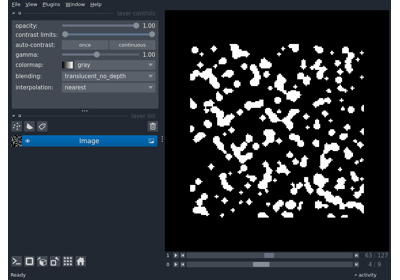 File View Plugins Window Help
layer controls
opacity: 1.00
contrast limits:
auto-contrast: once continuous
gamma: 1.00
colormap: gray
blending: translucent_no_depth
interpolation: nearest
layer list
Image
1 63 127
0 4 9
Ready
activity